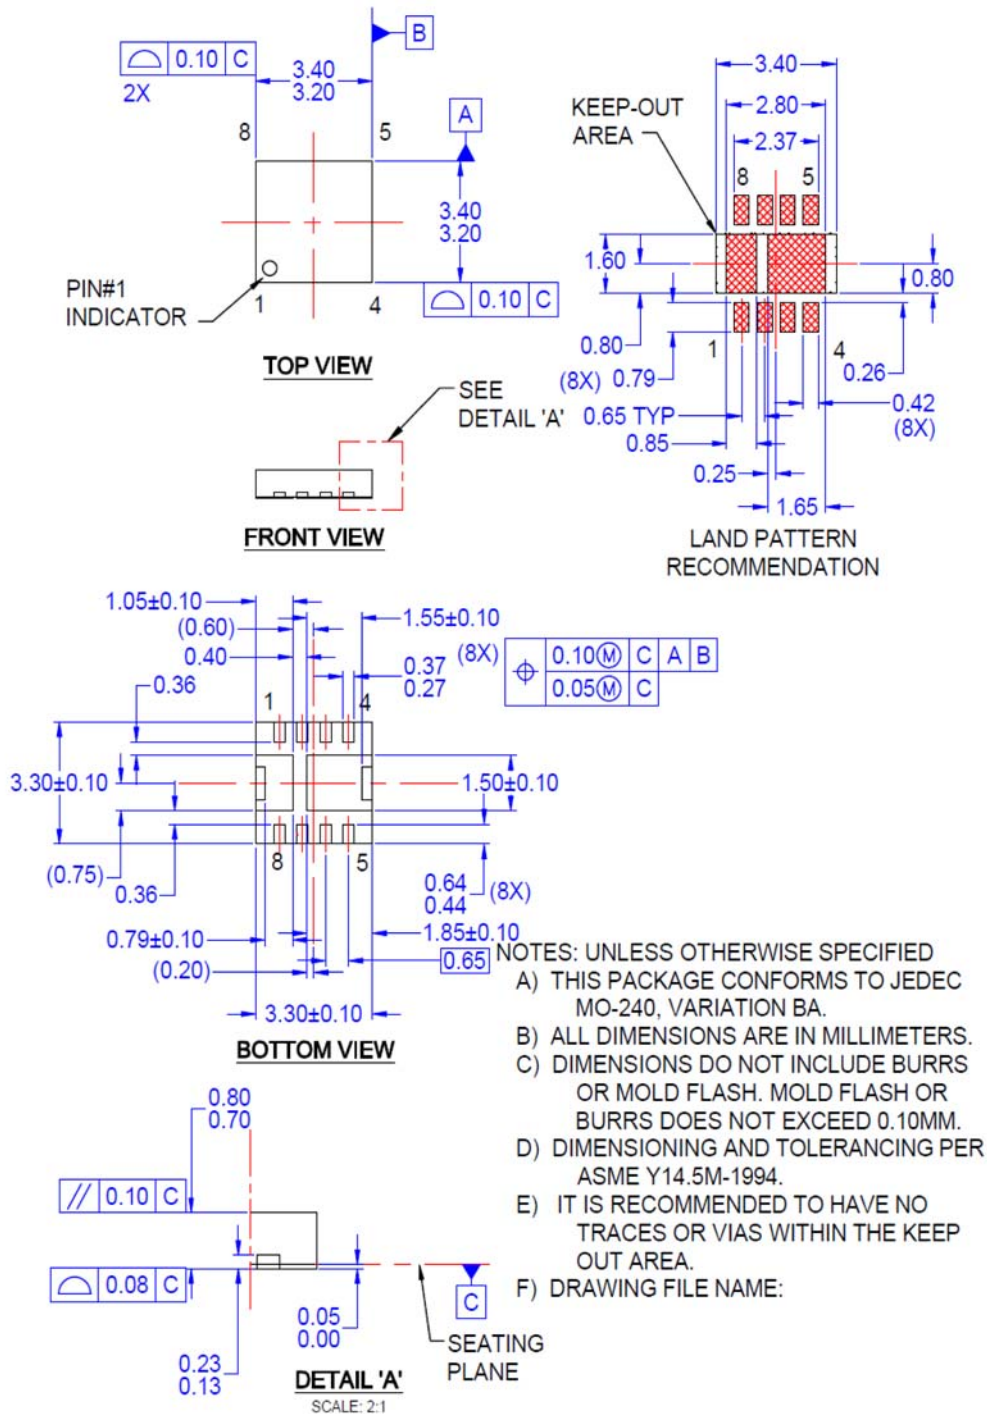 B
0.10 C
2X
3.40
3.20
8
5
A
3.40
3.20
PIN#1
INDICATOR
1
4
0.10 C
TOP VIEW
SEE
DETAIL 'A'
FRONT VIEW
3.40
KEEP-OUT
AREA
2.80
2.37
8
5
1.60
0.80
1
4
0.80
(8X) 0.79
0.26
0.65 TYP
0.42
(8X)
0.85
0.25
1.65
LAND PATTERN
RECOMMENDATION
1.05±0.10
(0.60)
1.55±0.10
0.40
(8X)
0.37
0.27
0.10Ⓜ C A B
0.05Ⓜ C
0.36
1
4
3.30±0.10
1.50±0.10
8
5
(0.75)
0.36
0.64
0.44
(8X)
0.79±0.10
1.85±0.10
(0.20)
0.65
3.30±0.10
BOTTOM VIEW
NOTES: UNLESS OTHERWISE SPECIFIED
A) THIS PACKAGE CONFORMS TO JEDEC
MO-240, VARIATION BA.
B) ALL DIMENSIONS ARE IN MILLIMETERS.
C) DIMENSIONS DO NOT INCLUDE BURRS
OR MOLD FLASH. MOLD FLASH OR
BURRS DOES NOT EXCEED 0.10MM.
D) DIMENSIONING AND TOLERANCING PER
ASME Y14.5M-1994.
E) IT IS RECOMMENDED TO HAVE NO
TRACES OR VIAS WITHIN THE KEEP
OUT AREA.
F) DRAWING FILE NAME:
0.80
0.70
// 0.10 C
0.08 C
0.05
0.00
C
0.23
0.13
SEATING
PLANE
DETAIL 'A'
SCALE: 2:1